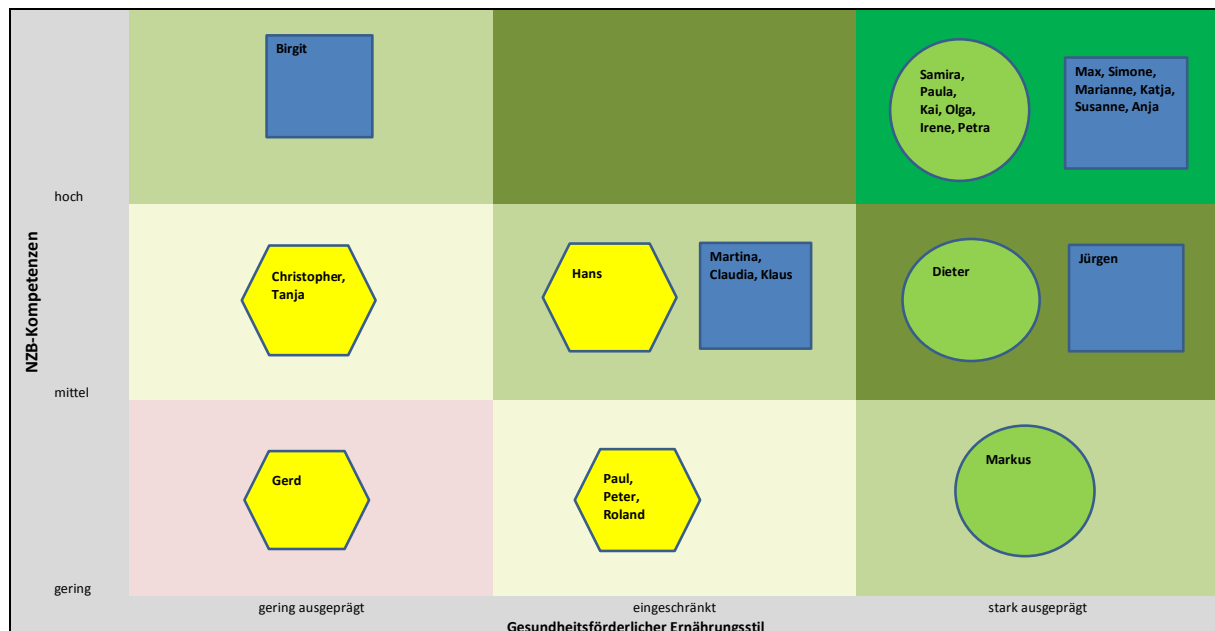 Birgit
Samira,
Paula,
Kai, Olga,
Irene, Petra
Max, Simone,
Marianne, Katja,
Susanne, Anja
hoch
NZB-Kompetenzen
Christopher,
Tanja
Hans
Martina,
Claudia, Klaus
Dieter
Jürgen
mittel
Gerd
Paul,
Peter,
Roland
Markus
gering
gering ausgeprägt
eingeschränkt
stark ausgeprägt
Gesundheitsförderlicher Ernährungsstil